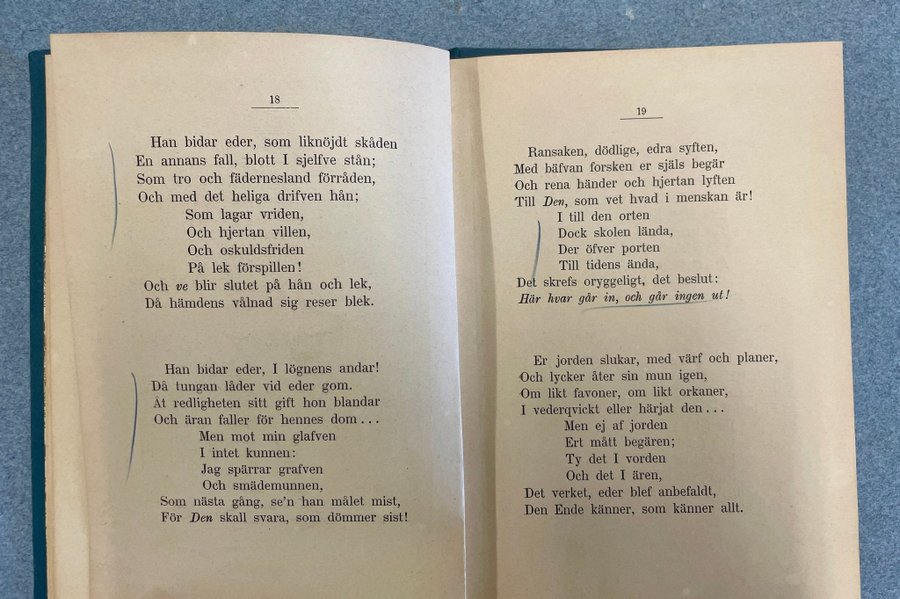 18
Han bidar eder, som liknöjdt skåden
En annans fall, blott I sjelfve stån;
Som tro och fädernesland förråden,
Och med det heliga drifven hån;
Som lagar vriden,
Och hjertan villen,
Och oskuldsfriden
På lek förspillen!
Och ve blir slutet på hån och lek,
Då hämdens vålnad sig reser blek.
Han bidar eder, I lögnens andar!
Då tungan låder vid eder gom.
Åt redligheten sitt gift hon blandar
Och äran faller för hennes dom...
Men mot min glafven
I intet kunnen:
Jag spärrar grafven
Och smädemunnen,
Som nästa gång, se'n han målet mist,
För Den skall svara, som dömmer sist!
19
Ransaken, dödlige, edra syften,
Med bäfvan forsken er själs begär
Och rena händer och hjertan lyften
Till Den, som vet hvad i menskan är!
I till den orten
Dock skolen lända,
Der öfver porten
Till tidens ända,
Det skrefs oryggeligt, det beslut:
Här hvar går in, och går ingen ut!
Er jorden slukar, med värf och planer,
Och lycker åter sin mun igen,
Om likt favoner, om likt orkaner,
I vederqvickt eller härjat den...
Men ej af jorden
Ert mått begären;
Ty det I vorden
Och det I ären,
Det verket, eder blef anbefaldt,
Den Ende känner, som känner allt.